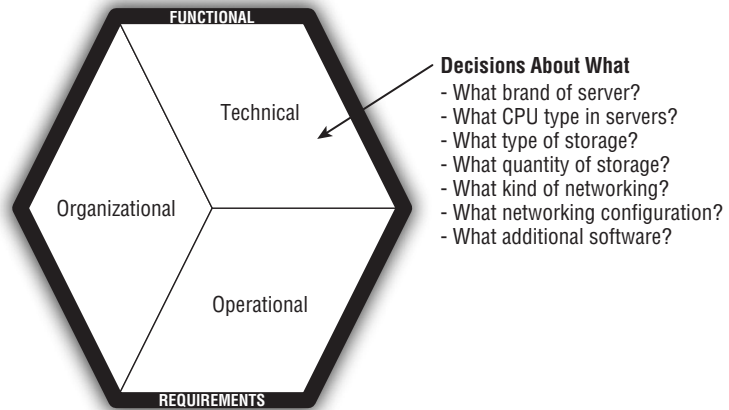 FUNCTIONAL
Technical
Organizational
Operational
REQUIREMENTS
Decisions About What
- What brand of server?
- What CPU type in servers?
- What type of storage?
- What quantity of storage?
- What kind of networking?
- What networking configuration?
- What additional software?